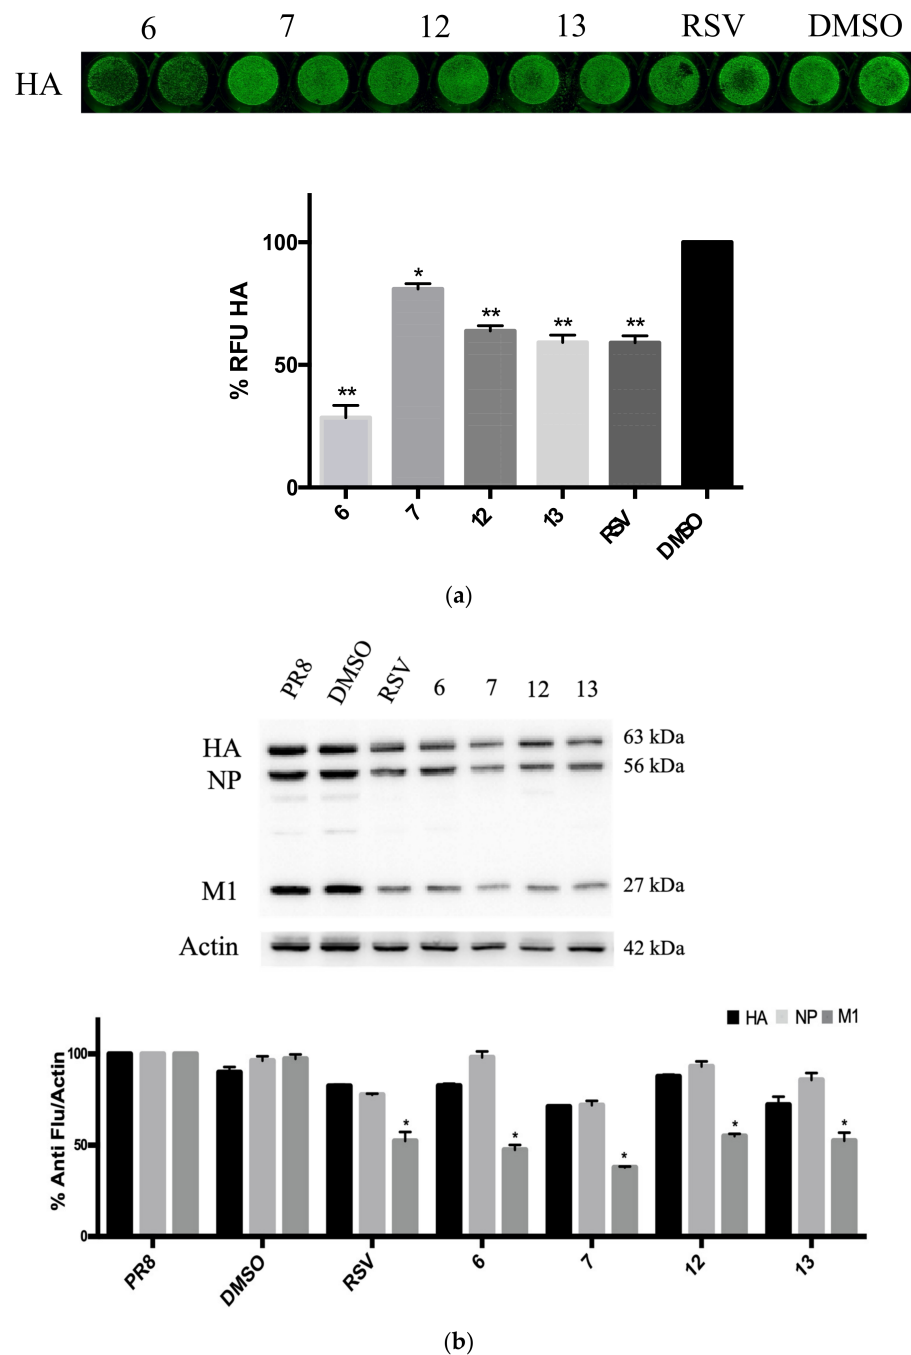 6 7 12 13 RSV DMSO
HA
% RFU HA
100
**
*
**
**
**
50
0
6 7 12 13 RSV DMSO
(a)
PR8 DMSO RSV 6 7 12 13
HA 63 kDa
NP 56 kDa
M1 27 kDa
Actin 42 kDa
HA NP M1
% Anti Flu/Actin
100
50
0
* * * * *
PR8 DMSO RSV 6 7 12 13
(b)